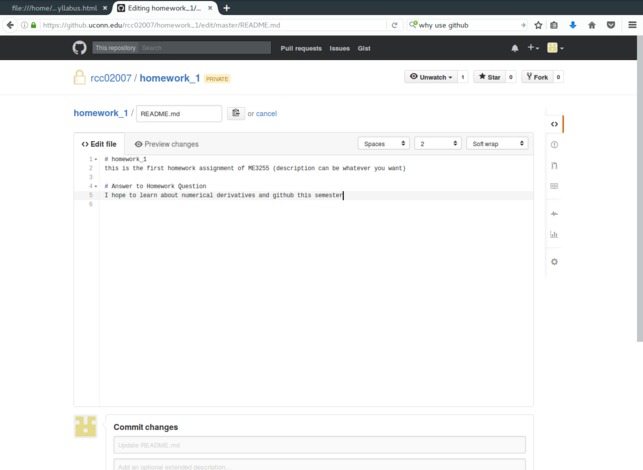 file:///home/...yllabus.html × Editing homework_1/... × +
https://github.uconn.edu/rcc02007/homework_1/edit/master/README.md
why use github
This repository Search Pull requests Issues Gist
rcc02007 / homework_1 PRIVATE Unwatch 1 Star 0 Fork 0
homework_1 / README.md or cancel
Edit file Preview changes Spaces 2 Soft wrap
1 # homework_1
2 this is the first homework assignment of ME3255 (description can be whatever you want)
3
4 # Answer to Homework Question
5 I hope to learn about numerical derivatives and github this semester
6
Commit changes
Update README.md
Add an optional extended description...